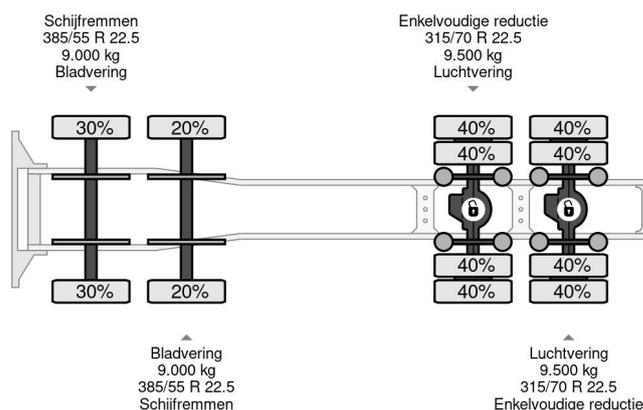 Schijfremmen
385/55 R 22.5
9.000 kg
Bladvering
Enkelvoudige reductie
315/70 R 22.5
9.500 kg
Luchtvering
30%
20%
40%
40%
40%
40%
40%
40%
30%
20%
40%
40%
Bladvering
9.000 kg
385/55 R 22.5
Schijfremmen
Luchtvering
9.500 kg
315/70 R 22.5
Enkelvoudige reductie